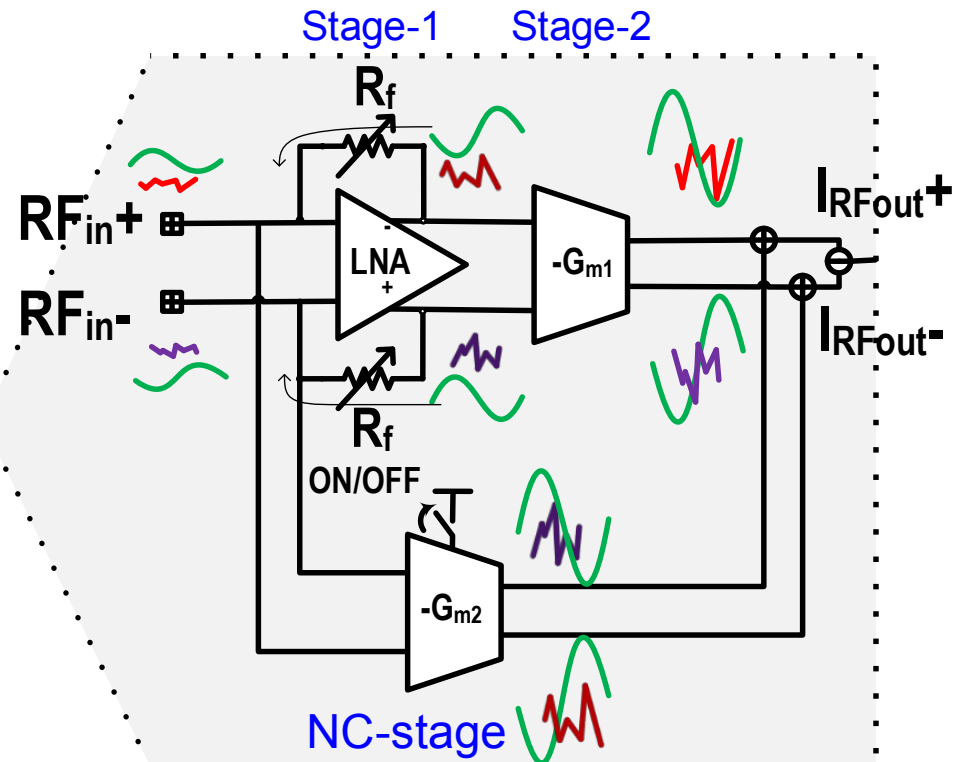 Stage-1 Stage-2
Rf
RFin+
IRFout+
-
LNA
+
-Gm1
RFin-
IRFout-
Rf
ON/OFF
-Gm2
NC-stage